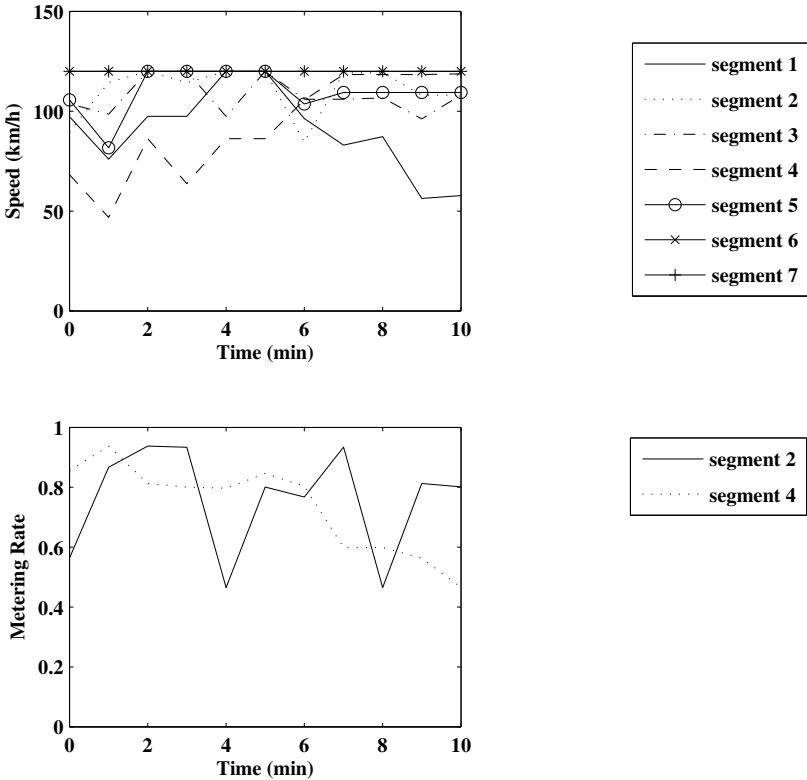 150
100
50
0
Speed (km/h)
0 2 4 6 8 10
Time (min)
segment 1
segment 2
segment 3
segment 4
segment 5
segment 6
segment 7
1
0.8
0.6
0.4
0.2
0
Metering Rate
0 2 4 6 8 10
Time (min)
segment 2
segment 4